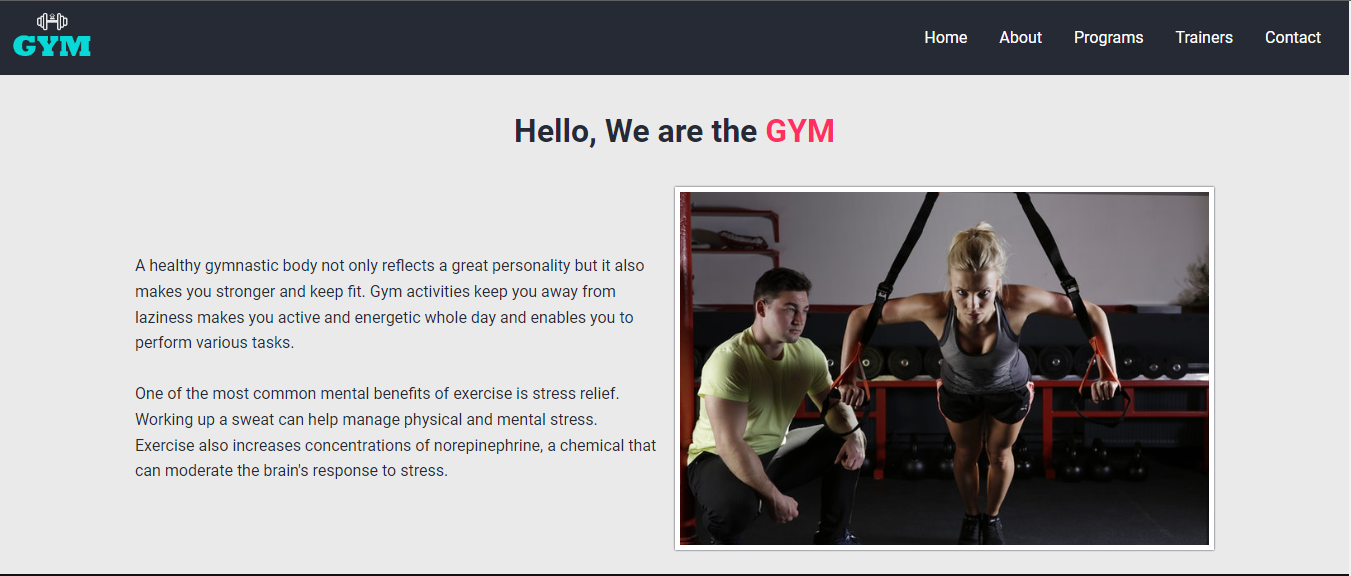 GYM
Home About Programs Trainers Contact
Hello, We are the GYM
A healthy gymnastic body not only reflects a great personality but it also
makes you stronger and keep fit. Gym activities keep you away from
laziness makes you active and energetic whole day and enables you to
perform various tasks.
One of the most common mental benefits of exercise is stress relief.
Working up a sweat can help manage physical and mental stress.
Exercise also increases concentrations of norepinephrine, a chemical that
can moderate the brain's response to stress.